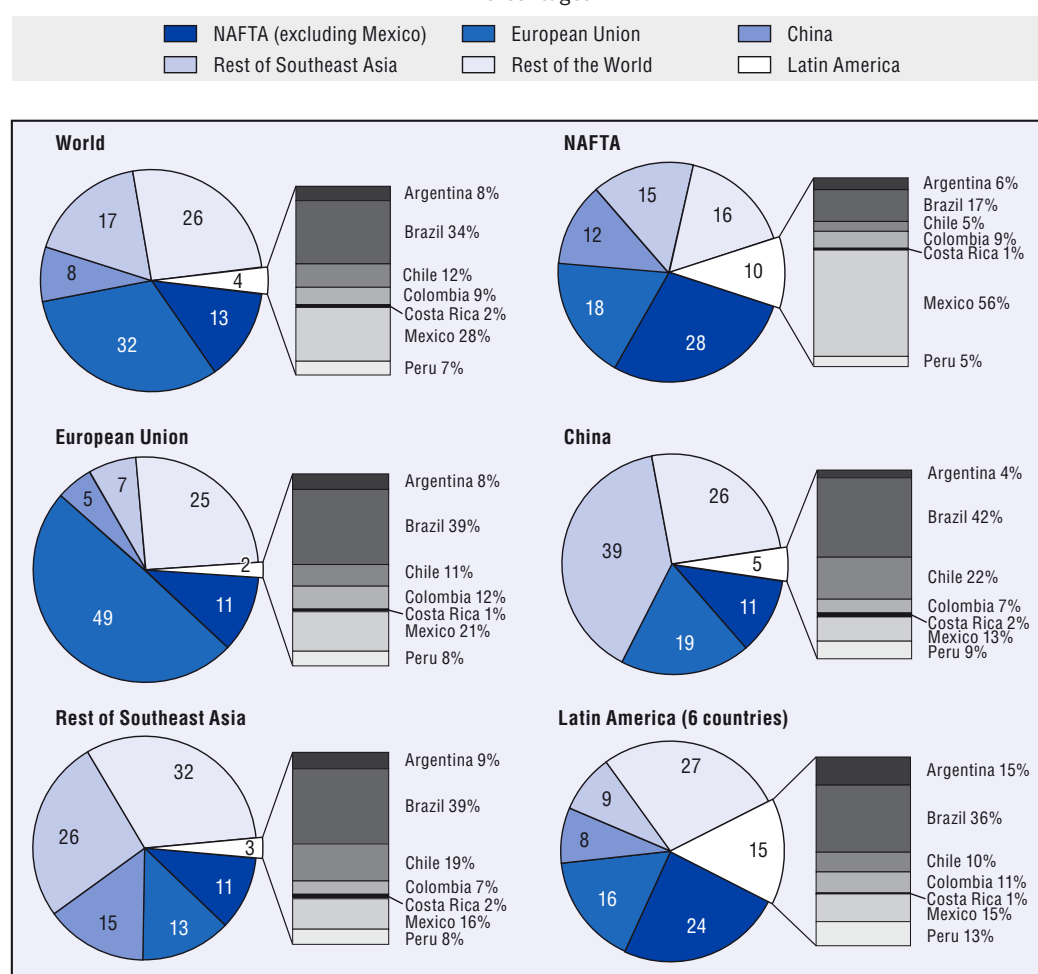 NAFTA (excluding Mexico) European Union China
Rest of Southeast Asia Rest of the World Latin America
World
17
26
8
4
13
32
Argentina 8%
Brazil 34%
Chile 12%
Colombia 9%
Costa Rica 2%
Mexico 28%
Peru 7%
NAFTA
15
16
12
10
18
28
Argentina 6%
Brazil 17%
Chile 5%
Colombia 9%
Costa Rica 1%
Mexico 56%
Peru 5%
European Union
5
7
25
2
11
49
Argentina 8%
Brazil 39%
Chile 11%
Colombia 12%
Costa Rica 1%
Mexico 21%
Peru 8%
China
26
39
5
11
19
Argentina 4%
Brazil 42%
Chile 22%
Colombia 7%
Costa Rica 2%
Mexico 13%
Peru 9%
Rest of Southeast Asia
32
26
3
11
15
13
Argentina 9%
Brazil 39%
Chile 19%
Colombia 7%
Costa Rica 2%
Mexico 16%
Peru 8%
Latin America (6 countries)
27
9
8
15
16
24
Argentina 15%
Brazil 36%
Chile 10%
Colombia 11%
Costa Rica 1%
Mexico 15%
Peru 13%